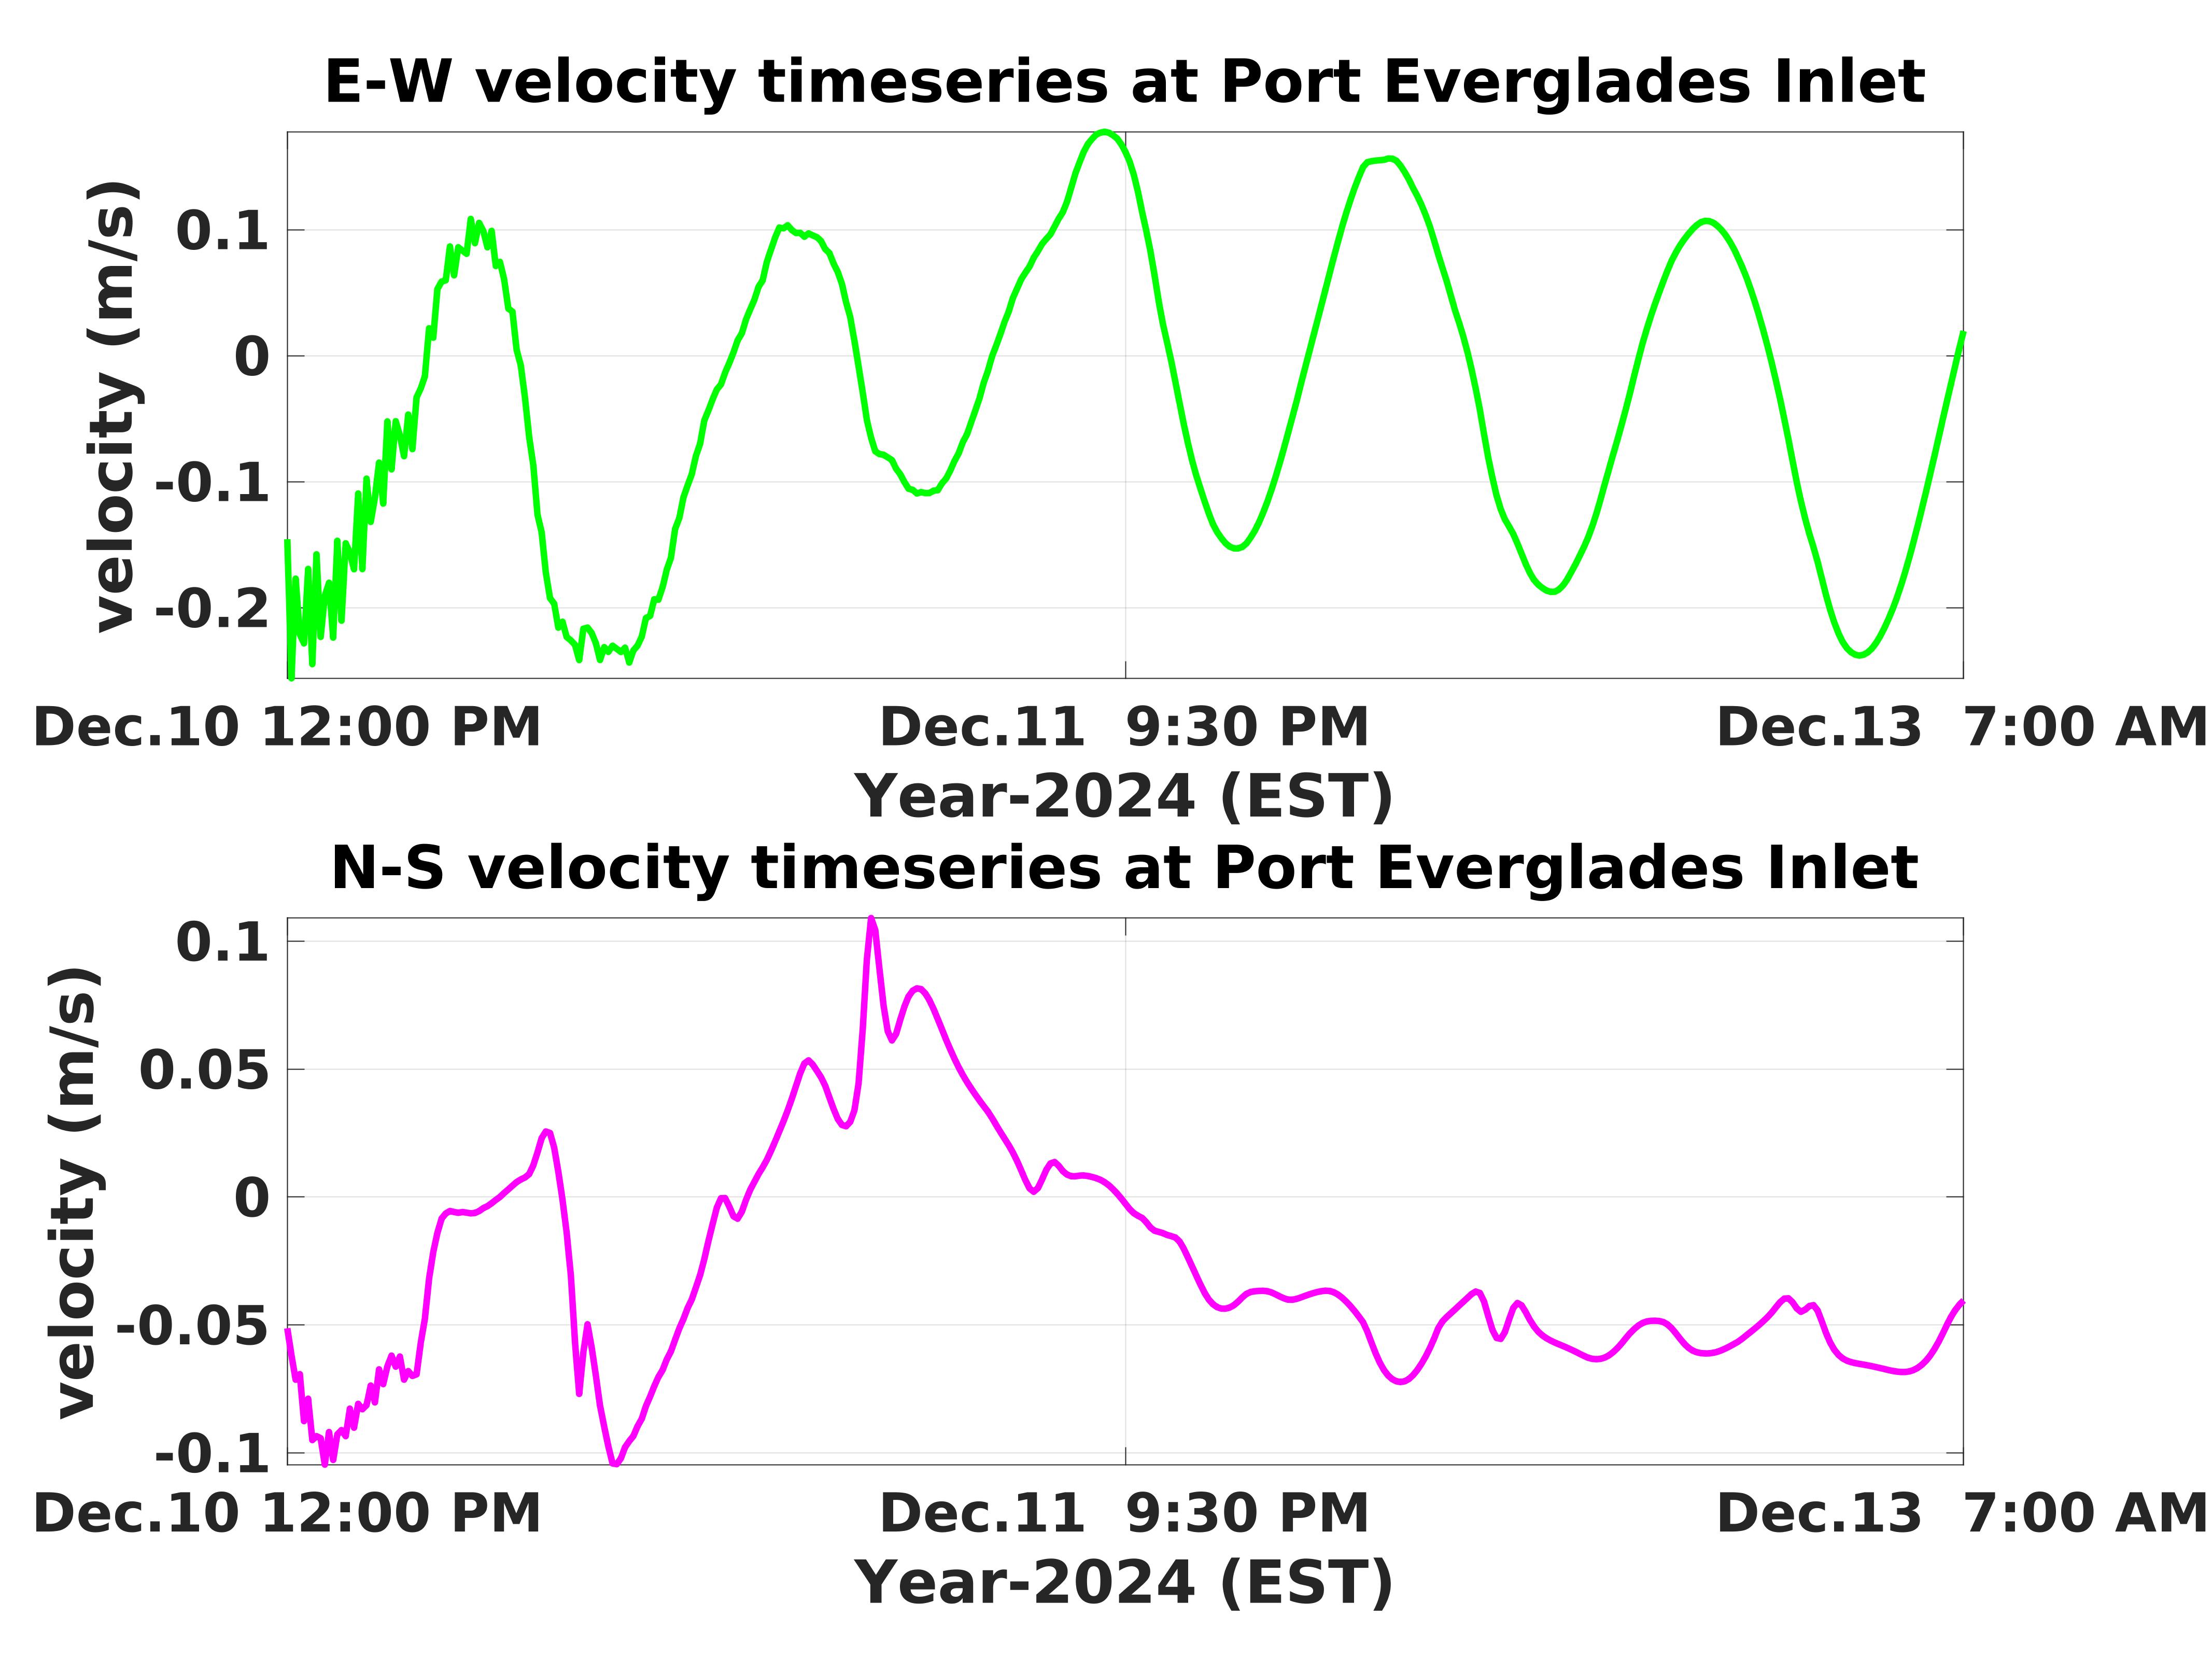 E-W velocity timeseries at Port Everglades Inlet
velocity (m/s)
0.1
0
-0.1
-0.2
Dec.10 12:00 PM
Dec.11 9:30 PM
Dec.13 7:00 AM
Year-2024 (EST)
N-S velocity timeseries at Port Everglades Inlet
velocity (m/s)
0.1
0.05
0
-0.05
-0.1
Dec.10 12:00 PM
Dec.11 9:30 PM
Dec.13 7:00 AM
Year-2024 (EST)